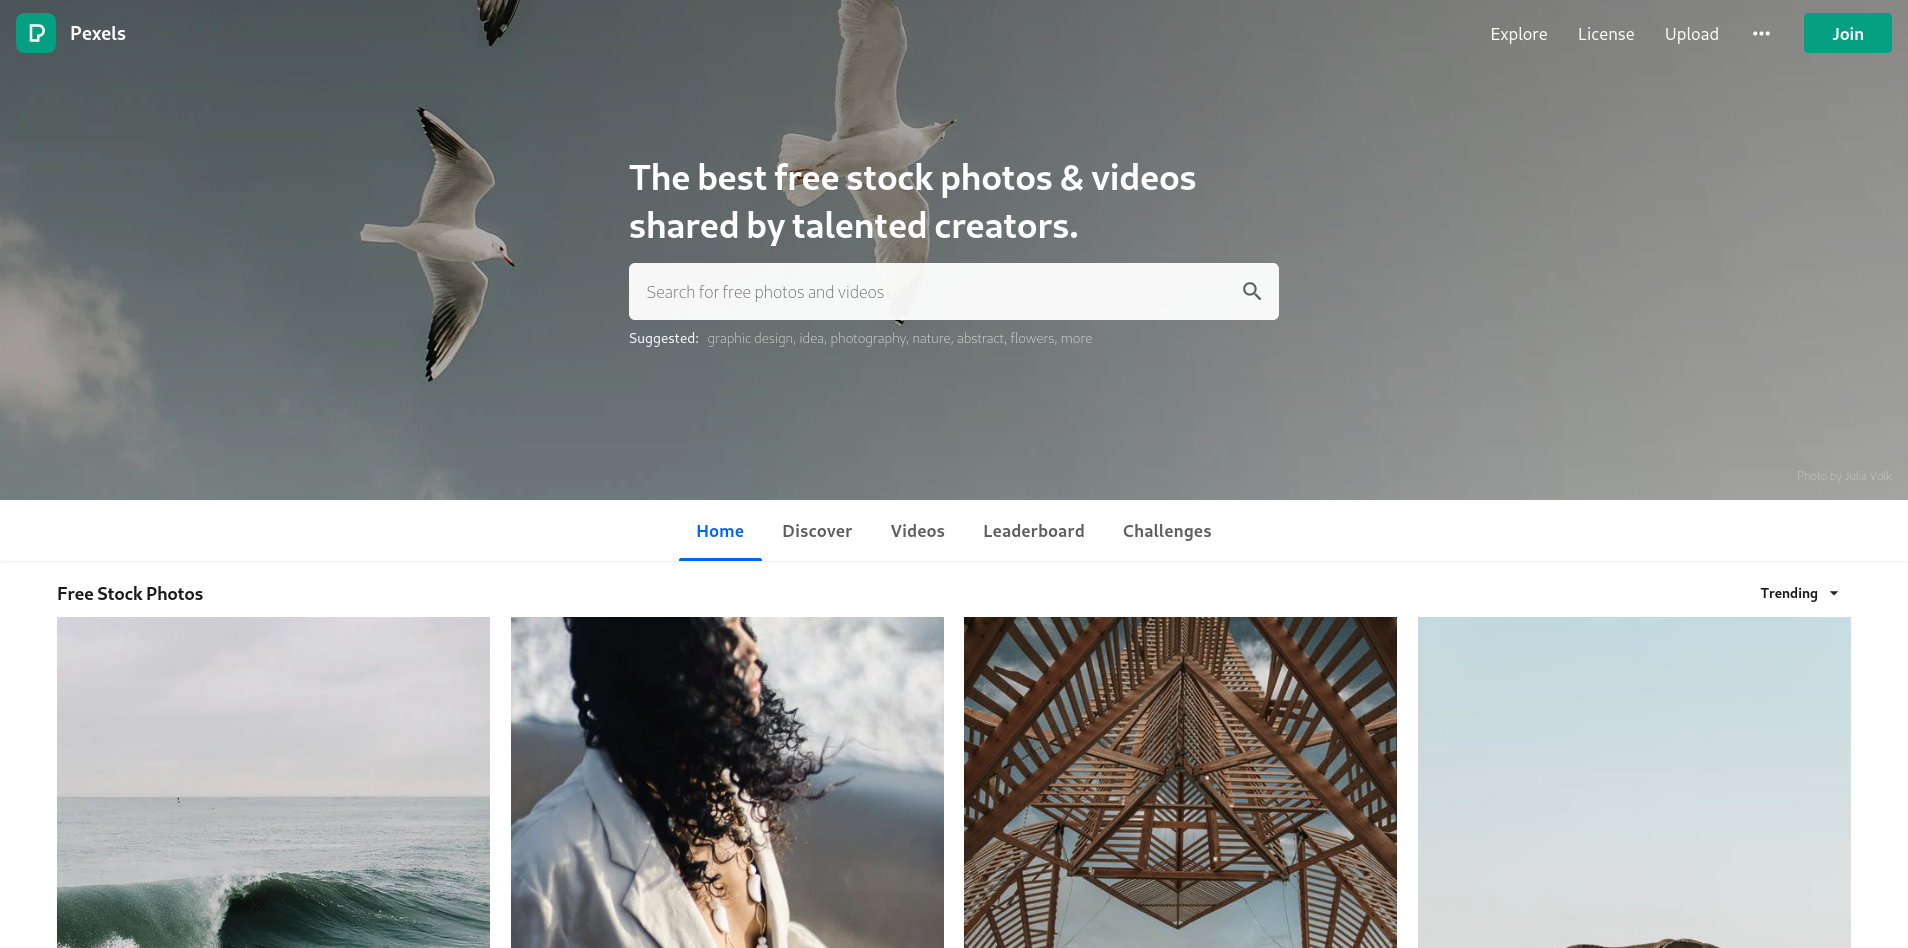 Pexels
Explore
License
Upload
Join
The best free stock photos & videos
shared by talented creators.
Search for free photos and videos
Suggested: graphic design, idea, photography, nature, abstract, flowers, more
Photo by Julia Volk
Home
Discover
Videos
Leaderboard
Challenges
Free Stock Photos
Trending